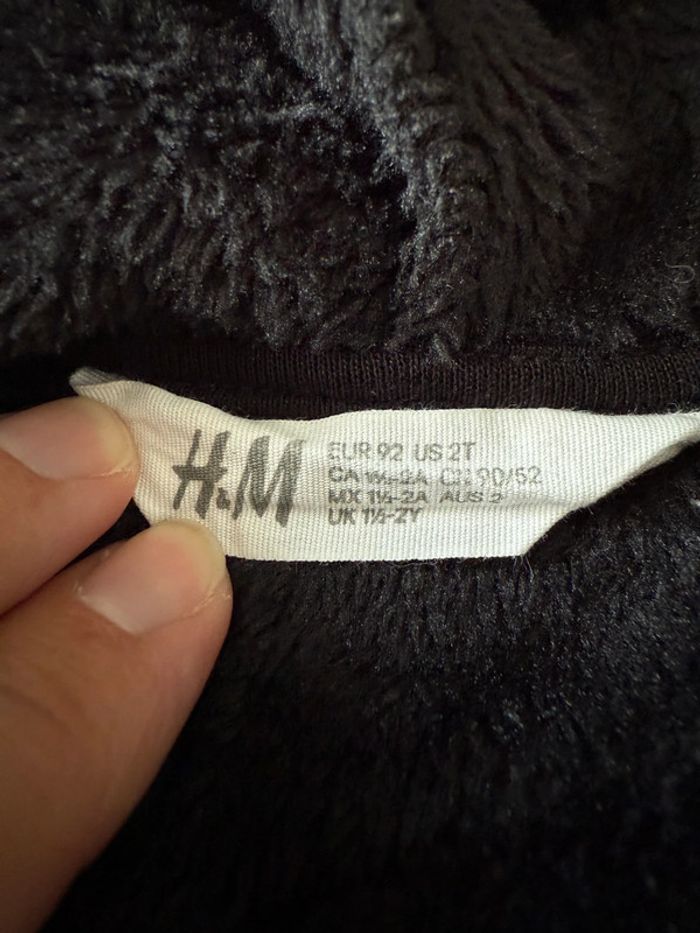 H&M
EUR 92 US 2T
CA 1½-2A CN 90/52
MX 1½-2A AUS 2
UK 1½-2Y